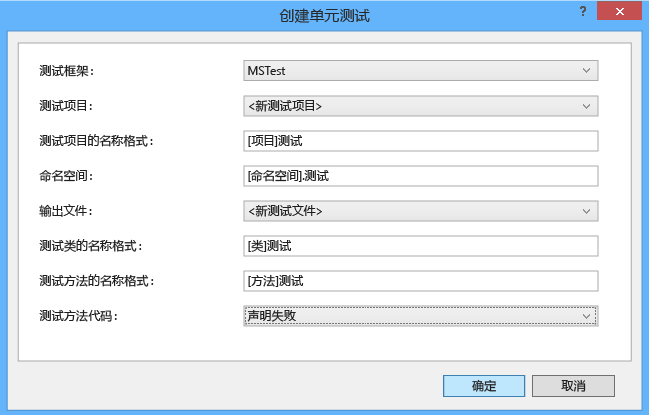 创建单元测试
?
测试框架: MSTest
测试项目: <新测试项目>
测试项目的名称格式: [项目]测试
命名空间: [命名空间].测试
输出文件: <新测试文件>
测试类的名称格式: [类]测试
测试方法的名称格式: [方法]测试
测试方法代码: 声明失败
确定 取消